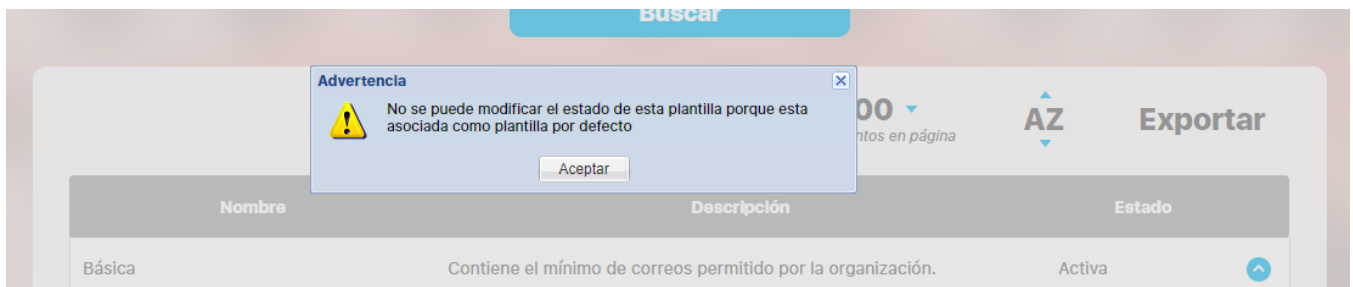 Buscar
Advertencia
No se puede modificar el estado de esta plantilla porque esta
asociada como plantilla por defecto
Aceptar
00
ntos en página
AZ
Exportar
Nombre
Descripción
Estado
Básica
Contiene el mínimo de correos permitido por la organización.
Activa